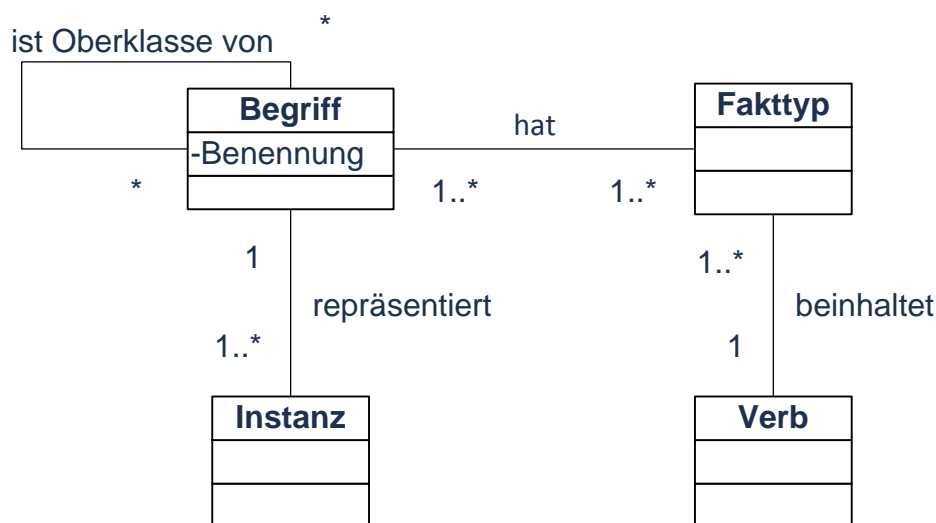 *
ist Oberklasse von
Begriff
-Benennung
*
hat
1..*
1..*
Fakttyp
1
repräsentiert
1..*
1..*
beinhaltet
1
Instanz
Verb